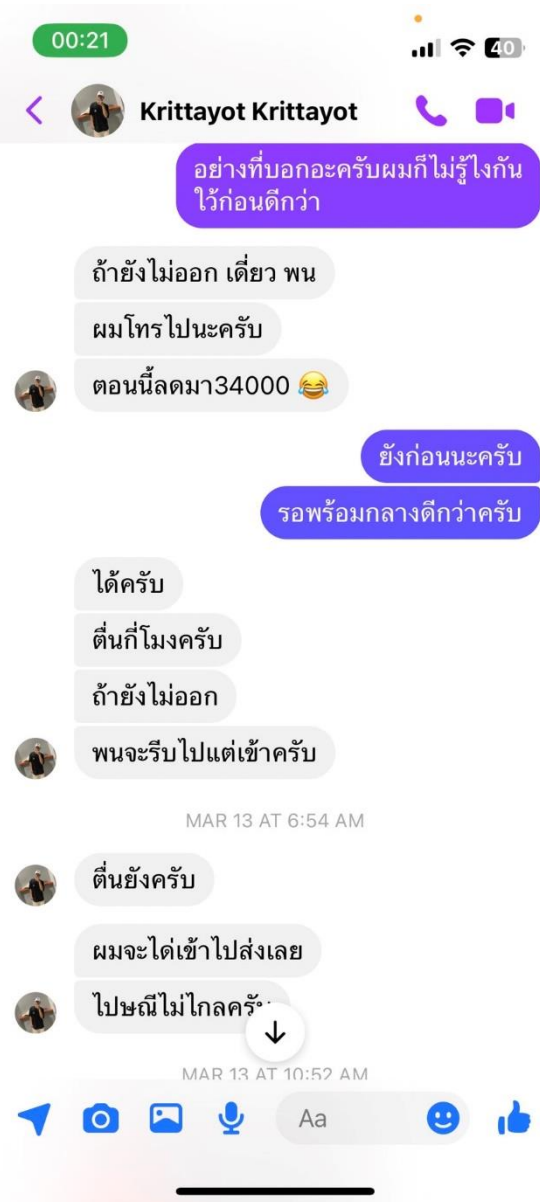 00:21
40
Krittayot Krittayot
อย่างที่บอกอะครับผมก็ไม่รู้ไงกัน
ใว้ก่อนดีกว่า
ถ้ายังไม่ออก เดี่ยว พน
ผมโทรไปนะครับ
ตอนนี้ลดมา34000 😂
ยังก่อนนะครับ
รอพร้อมกลางดีกว่าครับ
ได้ครับ
ตื่นกี่โมงครับ
ถ้ายังไม่ออก
พนจะรีบไปแต่เข้าครับ
MAR 13 AT 6:54 AM
ตื่นยังครับ
ผมจะได่เข้าไปส่งเลย
ไปษณีไม่ไกลครับ
MAR 13 AT 10:52 AM
Aa